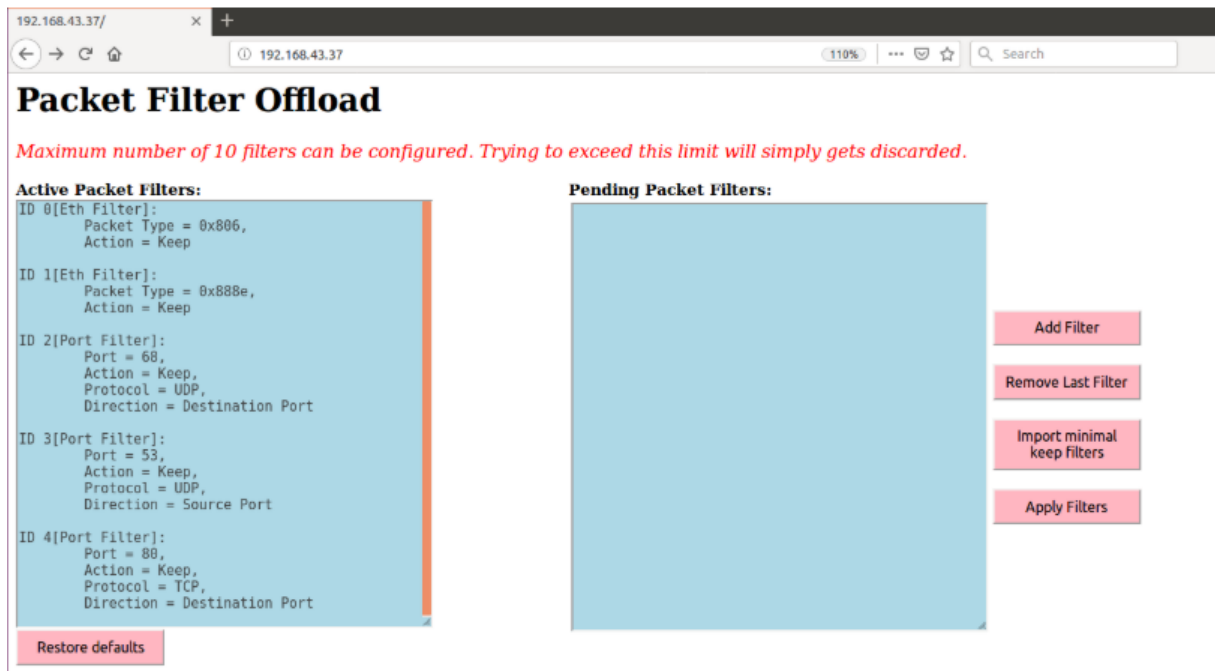 192.168.43.37/
192.168.43.37
110%
Search
Packet Filter Offload
Maximum number of 10 filters can be configured. Trying to exceed this limit will simply gets discarded.
Active Packet Filters:
ID 0[Eth Filter]:
Packet Type = 0x806,
Action = Keep
ID 1[Eth Filter]:
Packet Type = 0x888e,
Action = Keep
ID 2[Port Filter]:
Port = 68,
Action = Keep,
Protocol = UDP,
Direction = Destination Port
ID 3[Port Filter]:
Port = 53,
Action = Keep,
Protocol = UDP,
Direction = Source Port
ID 4[Port Filter]:
Port = 80,
Action = Keep,
Protocol = TCP,
Direction = Destination Port
Restore defaults
Pending Packet Filters:
Add Filter
Remove Last Filter
Import minimal
keep filters
Apply Filters